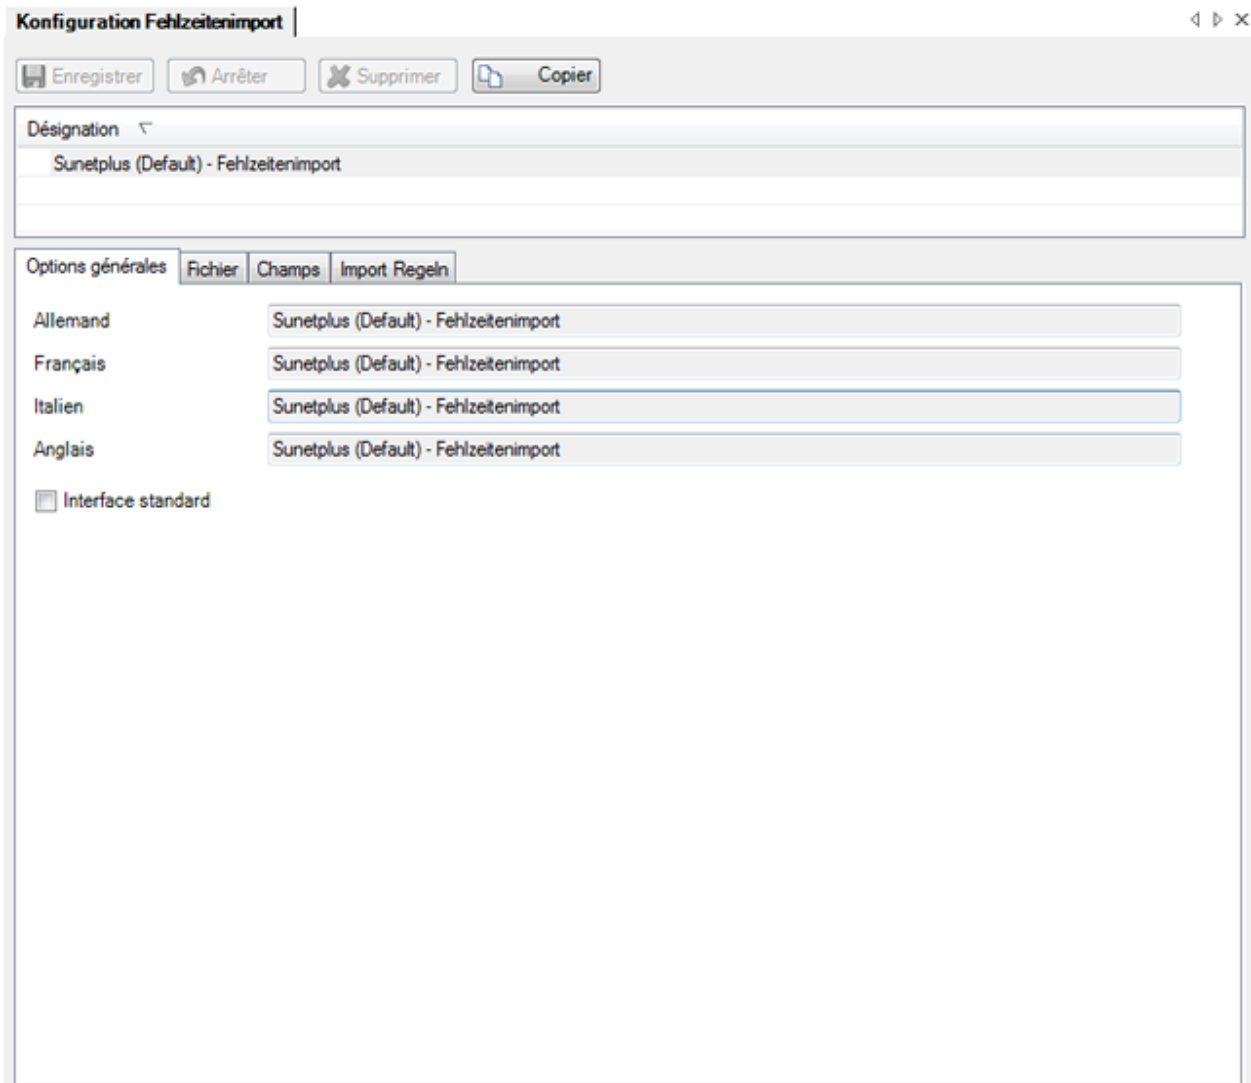 Konfiguration Fehlzeitenimport
Enregistrer Arrêter Supprimer Copier
Désignation
Sunetplus (Default) - Fehlzeitenimport
Options générales Fichier Champs Import Regeln
Allemand Sunetplus (Default) - Fehlzeitenimport
Français Sunetplus (Default) - Fehlzeitenimport
Italien Sunetplus (Default) - Fehlzeitenimport
Anglais Sunetplus (Default) - Fehlzeitenimport
Interface standard